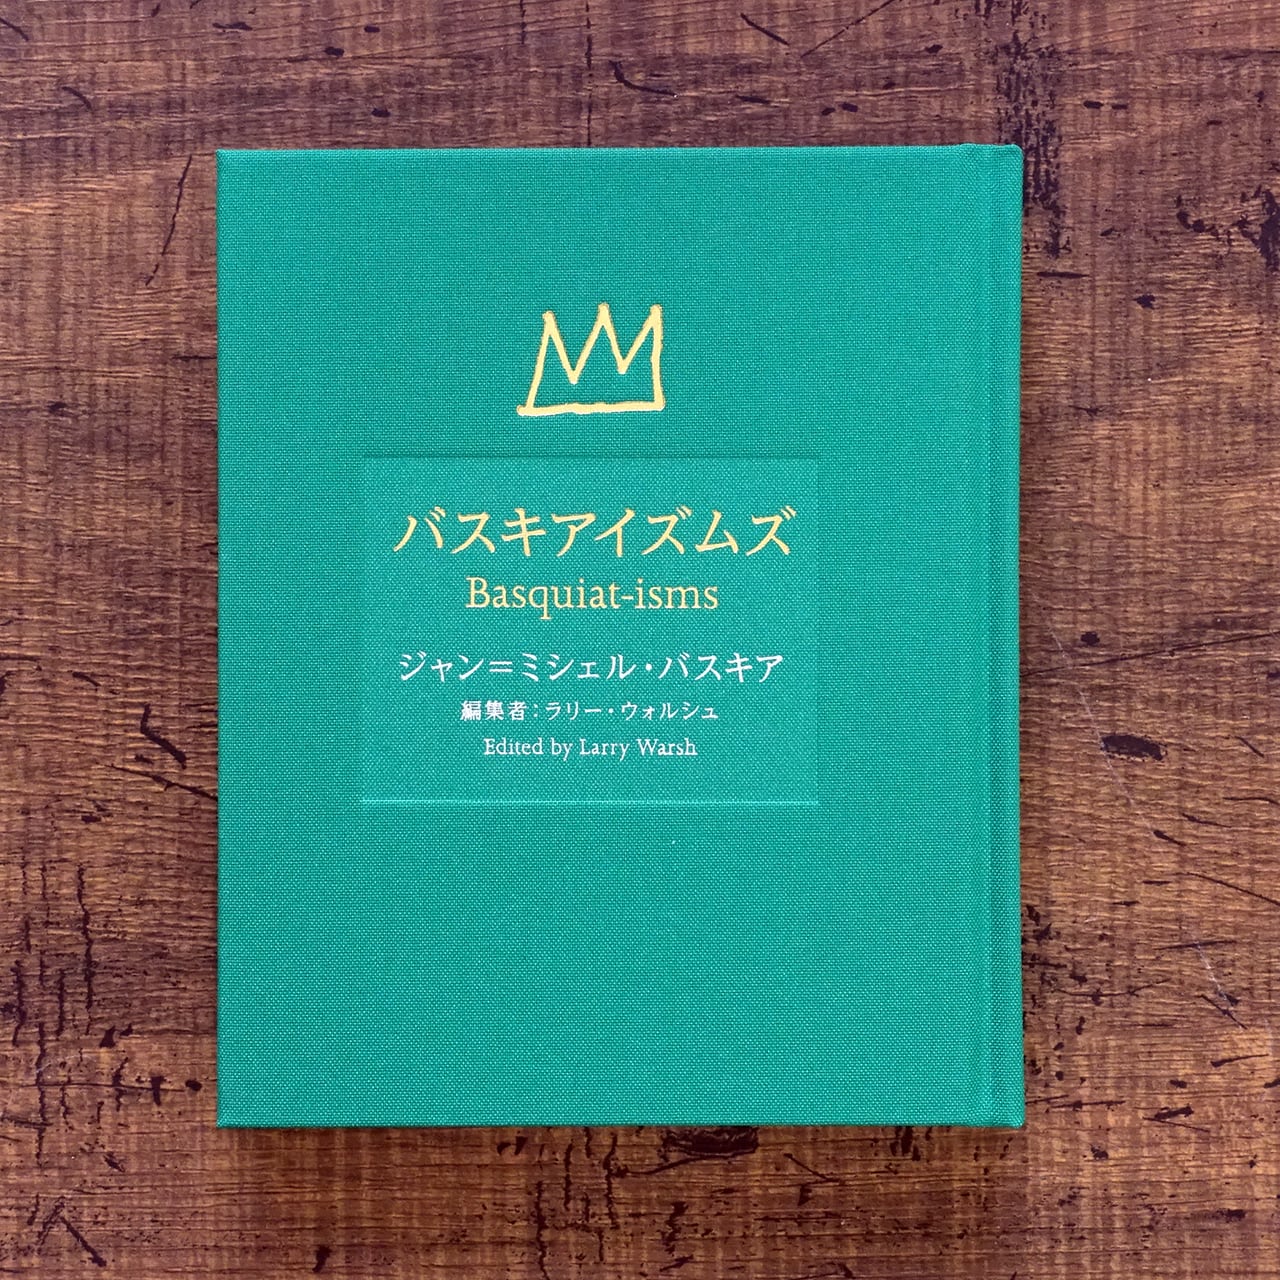 バスキアイズムズ
Basquiat-isms
ジャン＝ミシェル・バスキア
編集者：ラリー・ウォルシュ
Edited by Larry Warsh